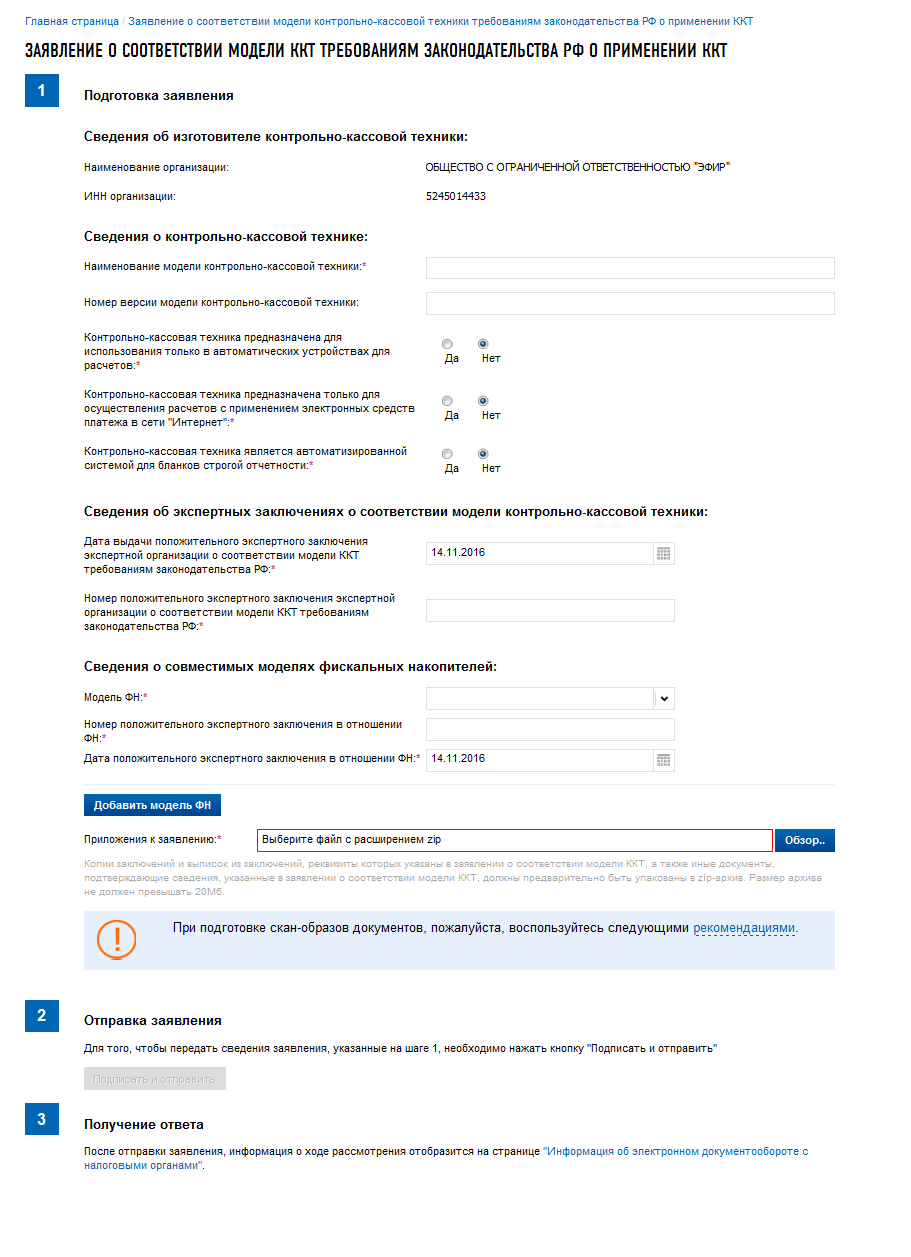 Главная страница / Заявление о соответствии модели контрольно-кассовой техники требованиям законодательства РФ о применении ККТ
ЗАЯВЛЕНИЕ О СООТВЕТСТВИИ МОДЕЛИ ККТ ТРЕБОВАНИЯМ ЗАКОНОДАТЕЛЬСТВА РФ О ПРИМЕНЕНИИ ККТ
1
Подготовка заявления
Сведения об изготовителе контрольно-кассовой техники:
Наименование организации: ОБЩЕСТВО С ОГРАНИЧЕННОЙ ОТВЕТСТВЕННОСТЬЮ "ЭФИР"
ИНН организации: 5245014433
Сведения о контрольно-кассовой технике:
Наименование модели контрольно-кассовой техники:*
Номер версии модели контрольно-кассовой техники:
Контрольно-кассовая техника предназначена для
использования только в автоматических устройствах для
расчетов:*
Да Нет
Контрольно-кассовая техника предназначена только для
осуществления расчетов с применением электронных средств
платежа в сети "Интернет":*
Да Нет
Контрольно-кассовая техника является автоматизированной
системой для бланков строгой отчетности:*
Да Нет
Сведения об экспертных заключениях о соответствии модели контрольно-кассовой техники:
Дата выдачи положительного экспертного заключения
экспертной организации о соответствии модели ККТ
требованиям законодательства РФ:*
14.11.2016
Номер положительного экспертного заключения экспертной
организации о соответствии модели ККТ требованиям
законодательства РФ:*
Сведения о совместимых моделях фискальных накопителей:
Модель ФН:*
Номер положительного экспертного заключения в отношении
ФН:*
Дата положительного экспертного заключения в отношении ФН:* 14.11.2016
Добавить модель ФН
Приложения к заявлению:* Выберите файл с расширением zip Обзор..
Копии заключений и выписок из заключений, реквизиты которых указаны в заявлении о соответствии модели ККТ, а также иные документы,
подтверждающие сведения, указанные в заявлении о соответствии модели ККТ, должны предварительно быть упакованы в zip-архив. Размер архива
не должен превышать 20Мб.
При подготовке скан-образов документов, пожалуйста, воспользуйтесь следующими рекомендациями.
2
Отправка заявления
Для того, чтобы передать сведения заявления, указанные на шаге 1, необходимо нажать кнопку "Подписать и отправить"
Подписать и отправить
3
Получение ответа
После отправки заявления, информация о ходе рассмотрения отобразится на странице "Информация об электронном документообороте с
налоговыми органами".